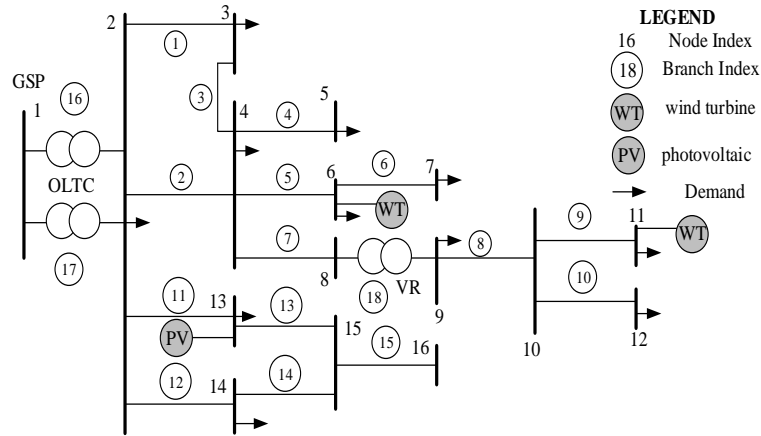 LEGEND
16 Node Index
18 Branch Index
WT wind turbine
PV photovoltaic
Demand
GSP
1
16
OLTC
17
2
1
3
3
4
4
5
2
5
6
6
7
WT
7
8
18
VR
9
8
10
9
11
WT
10
12
11
13
PV
13
12
14
14
15
15
16